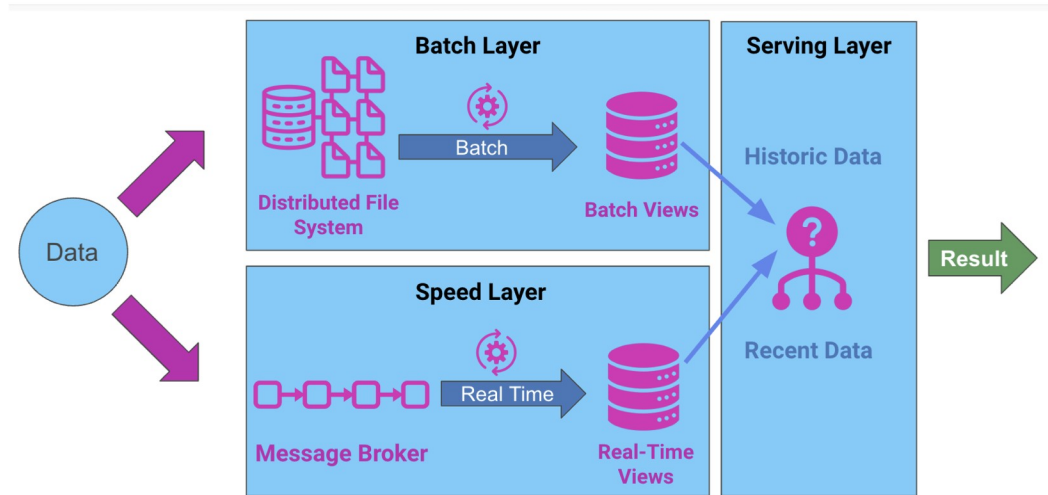 Data
Batch Layer
Distributed File
System
Batch
Batch Views
Speed Layer
Message Broker
Real Time
Real-Time
Views
Serving Layer
Historic Data
?
Recent Data
Result